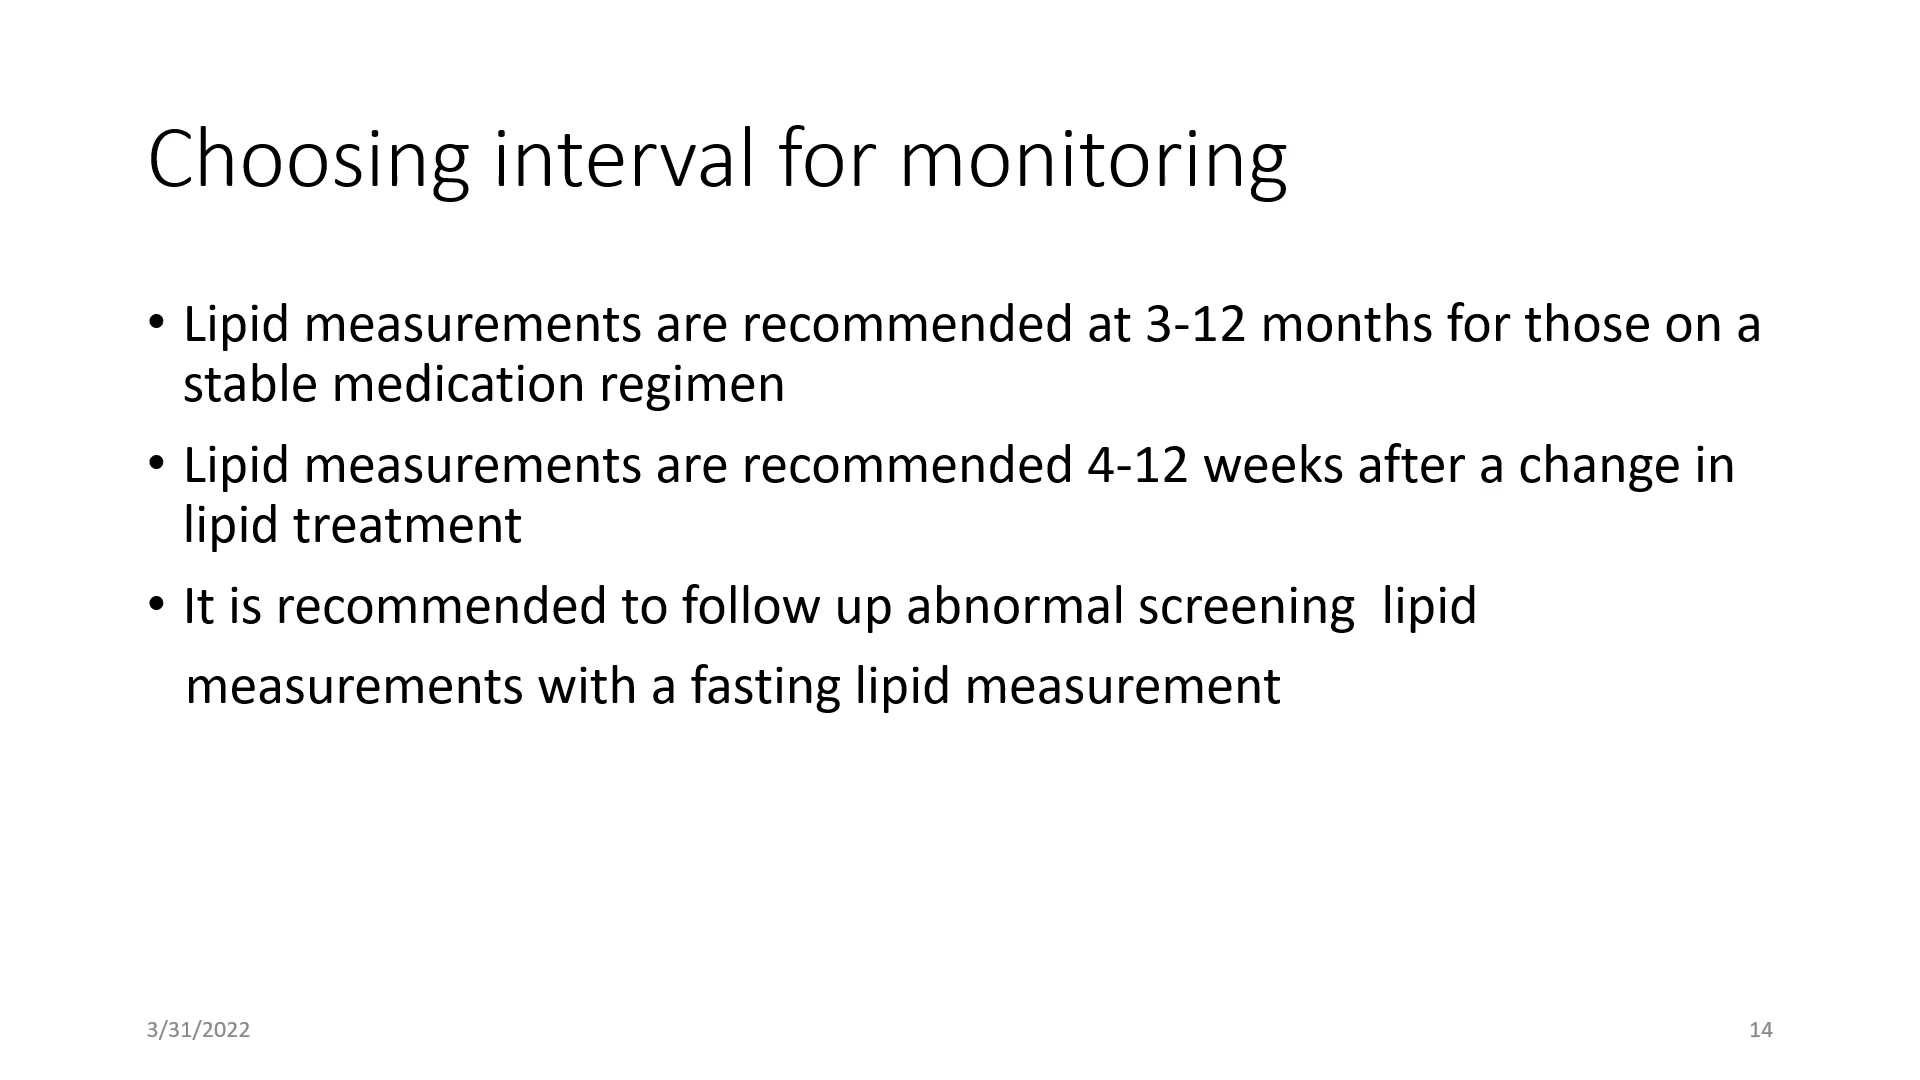 Choosing interval for monitoring
• Lipid measurements are recommended at 3-12 months for those on a
stable medication regimen
• Lipid measurements are recommended 4-12 weeks after a change in
lipid treatment
• It is recommended to follow up abnormal screening  lipid
measurements with a fasting lipid measurement
3/31/2022
14